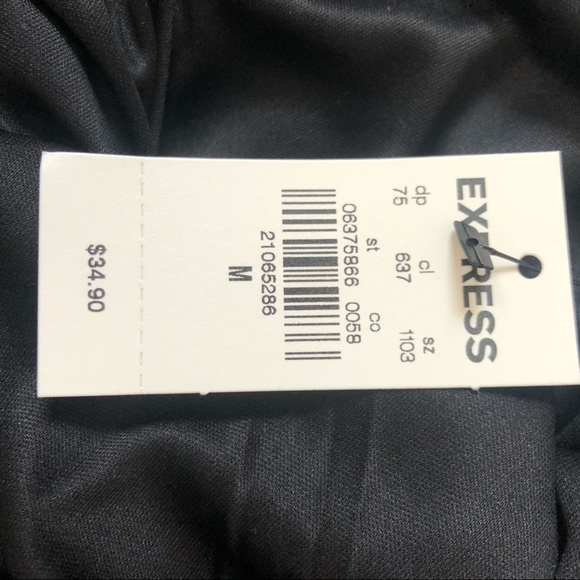 EXPRESS
dp cl sz
75 637 1103
st co
06375866 0058
21065286
M
$34.90